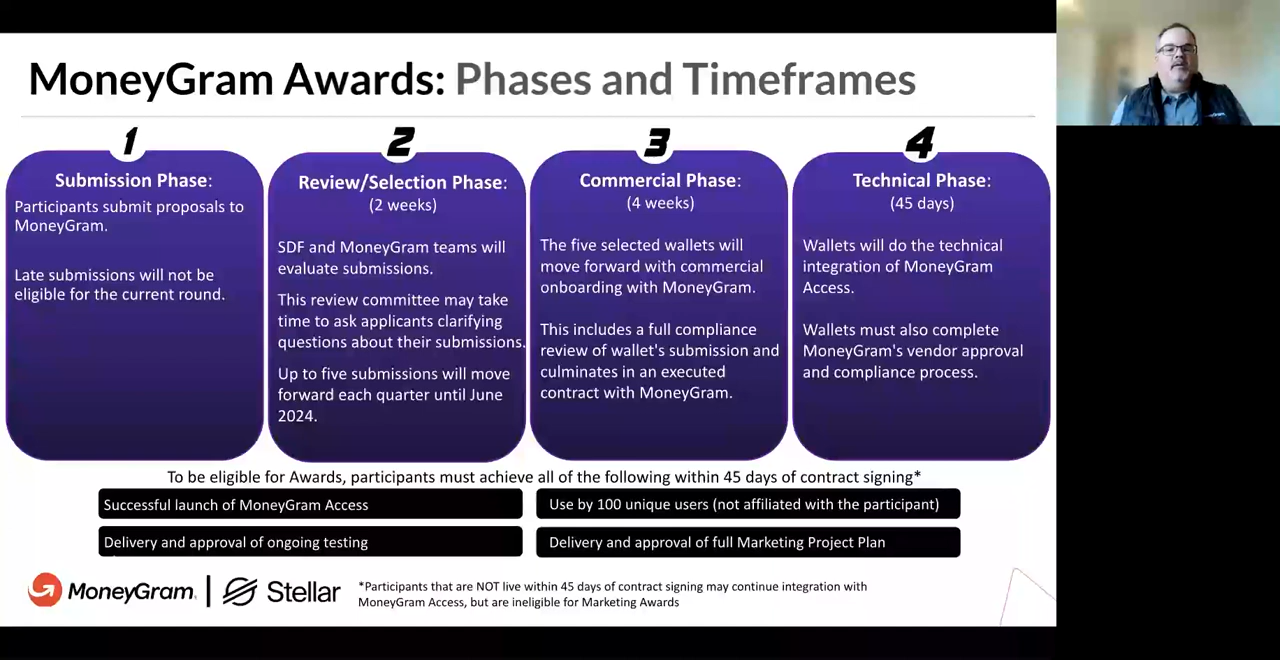 MoneyGram Awards: Phases and Timeframes
1
Submission Phase:
Participants submit proposals to
MoneyGram.
Late submissions will not be
eligible for the current round.
2
Review/Selection Phase:
(2 weeks)
SDF and MoneyGram teams will
evaluate submissions.
This review committee may take
time to ask applicants clarifying
questions about their submissions.
Up to five submissions will move
forward each quarter until June
2024.
3
Commercial Phase:
(4 weeks)
The five selected wallets will
move forward with commercial
onboarding with MoneyGram.
This includes a full compliance
review of wallet's submission and
culminates in an executed
contract with MoneyGram.
4
Technical Phase:
(45 days)
Wallets will do the technical
integration of MoneyGram
Access.
Wallets must also complete
MoneyGram's vendor approval
and compliance process.
To be eligible for Awards, participants must achieve all of the following within 45 days of contract signing*
Successful launch of MoneyGram Access
Use by 100 unique users (not affiliated with the participant)
Delivery and approval of ongoing testing
Delivery and approval of full Marketing Project Plan
MoneyGram | Stellar
*Participants that are NOT live within 45 days of contract signing may continue integration with
MoneyGram Access, but are ineligible for Marketing Awards